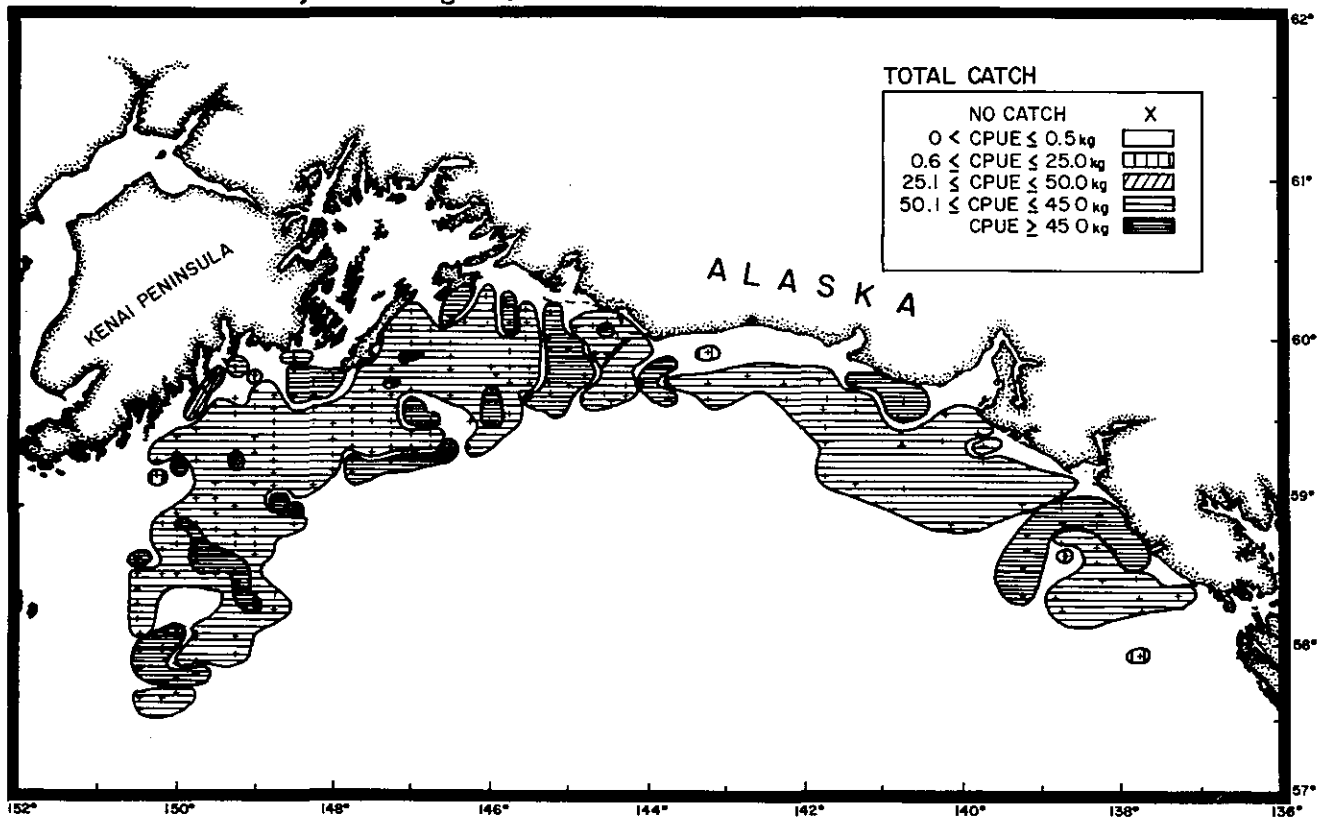 62°
TOTAL CATCH
NO CATCH X
0 < CPUE ≤ 0.5 kg
0.6 ≤ CPUE ≤ 25.0 kg
25.1 ≤ CPUE ≤ 50.0 kg
50.1 ≤ CPUE ≤ 450 kg
CPUE ≥ 450 kg
61°
KENAI PENINSULA
ALASKA
60°
59°
58°
57°
152° 150° 148° 146° 144° 142° 140° 138° 136°